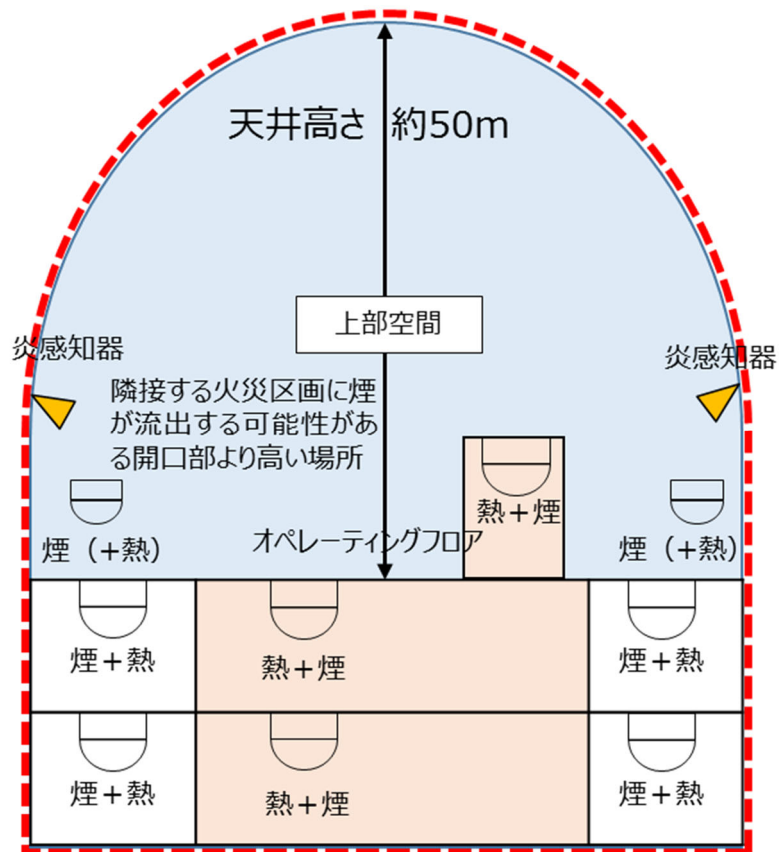 天井高さ 約50m
上部空間
炎感知器
炎感知器
隣接する火災区画に煙
が流出する可能性があ
る開口部より高い場所
熱+煙
煙(+熱)
オペレーティングフロア
煙(+熱)
煙+熱
熱+煙
煙+熱
煙+熱
熱+煙
煙+熱